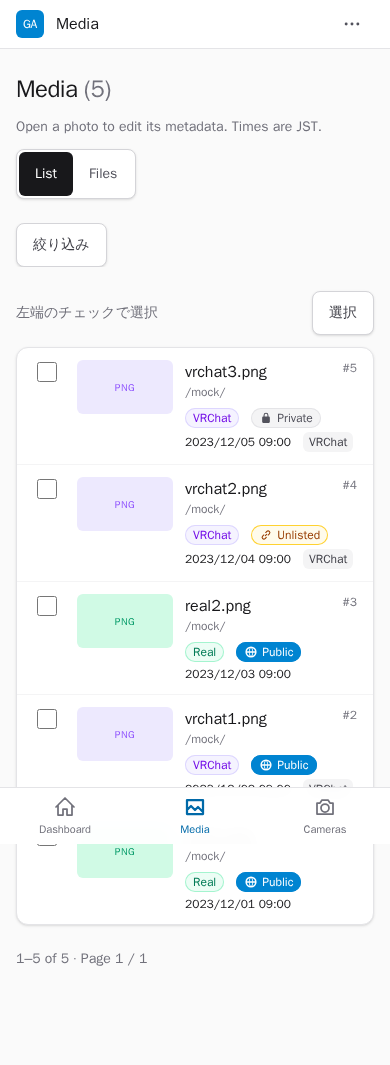 GA Media
Media (5)
Open a photo to edit its metadata. Times are JST.
List Files
絞り込み
左端のチェックで選択 選択
PNG vrchat3.png #5
/mock/
VRChat Private
2023/12/05 09:00 VRChat
PNG vrchat2.png #4
/mock/
VRChat Unlisted
2023/12/04 09:00 VRChat
PNG real2.png #3
/mock/
Real Public
2023/12/03 09:00
PNG vrchat1.png #2
/mock/
VRChat Public
Dashboard Media Cameras
PNG /mock/
Real Public
2023/12/01 09:00
1–5 of 5 · Page 1 / 1